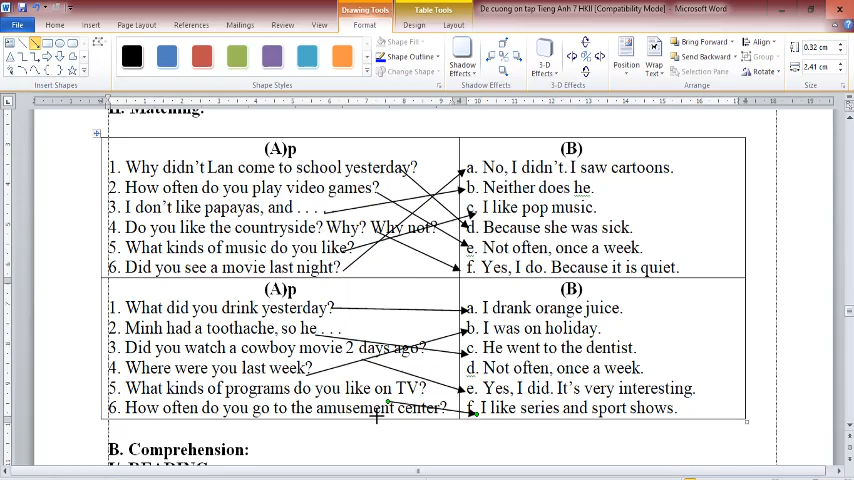 Drawing Tools
Table Tools
De cuong on tap Tieng Anh 7 HKII [Compatibility Mode] - Microsoft Word
File
Home
Insert
Page Layout
References
Mailings
Review
View
Format
Design
Layout
Shape Fill
Shape Outline
Change Shape
Shadow Effects
3-D Effects
Position
Wrap Text
Bring Forward
Send Backward
Selection Pane
Align
Group
Rotate
0.32 cm
2.41 cm
Insert Shapes
Shape Styles
Shadow Effects
3-D Effects
Arrange
Size
II. Matching:
(A)p
(B)
1. Why didn't Lan come to school yesterday?
a. No, I didn't. I saw cartoons.
2. How often do you play video games?
b. Neither does he.
3. I don't like papayas, and . . . .
c. I like pop music.
4. Do you like the countryside? Why? Why not?
d. Because she was sick.
5. What kinds of music do you like?
e. Not often, once a week.
6. Did you see a movie last night?
f. Yes, I do. Because it is quiet.
(A)p
(B)
1. What did you drink yesterday?
a. I drank orange juice.
2. Minh had a toothache, so he . . .
b. I was on holiday.
3. Did you watch a cowboy movie 2 days ago?
c. He went to the dentist.
4. Where were you last week?
d. Not often, once a week.
5. What kinds of programs do you like on TV?
e. Yes, I did. It's very interesting.
6. How often do you go to the amusement center?
f. I like series and sport shows.
B. Comprehension: